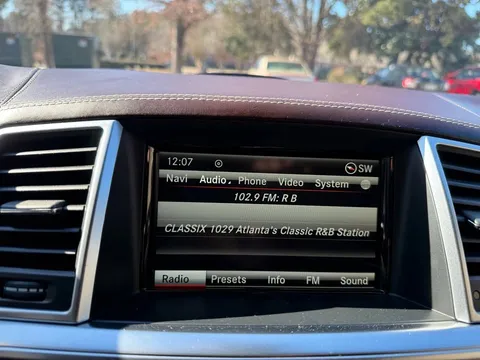 12:07 SW
Navi Audio Phone Video System
102.9 FM: R B
CLASSIX 1029 Atlanta's Classic R&B Station
Radio Presets Info FM Sound